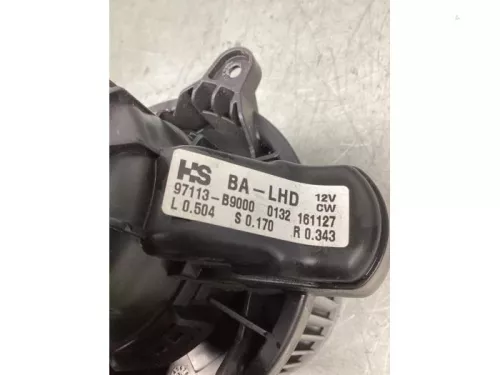 HS BA-LHD 12V CW
97113-B9000 0132 161127
L 0.504 S 0.170 R 0.343